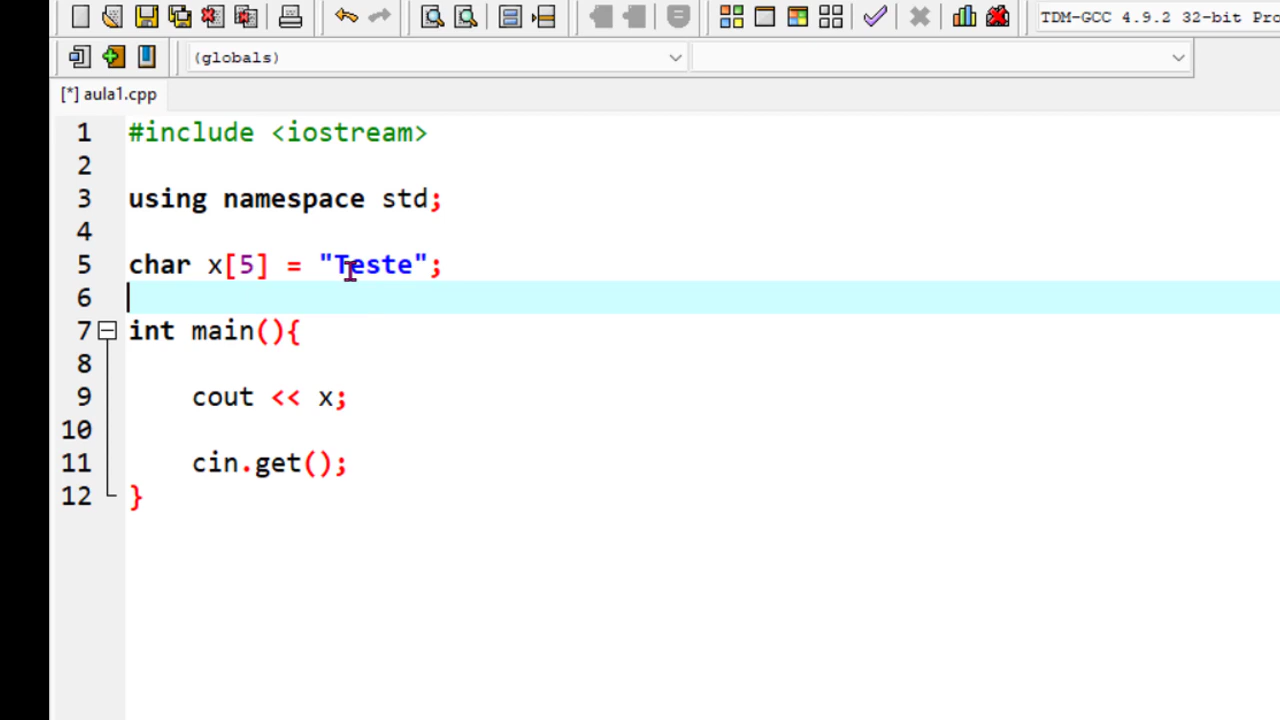 TDM-GCC 4.9.2 32-bit Pro
(globals)
[*] aula1.cpp
1 #include <iostream>
2
3 using namespace std;
4
5 char x[5] = "Teste";
6
7 int main(){
8
9 cout << x;
10
11 cin.get();
12 }